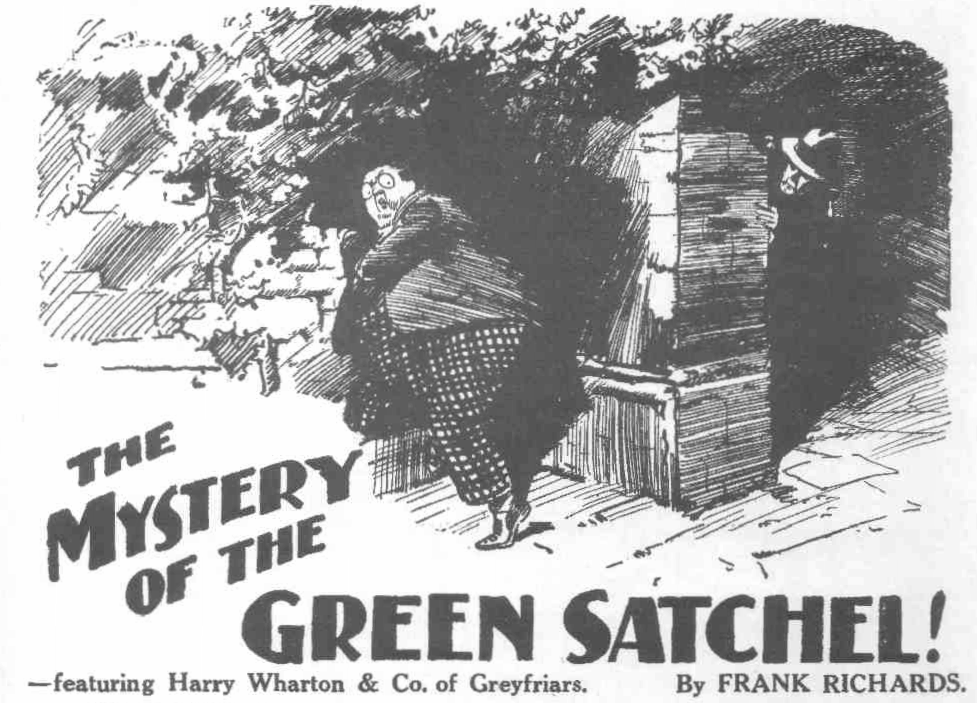 THE
MYSTERY
OF THE
GREEN SATCHEL!
—featuring Harry Wharton & Co. of Greyfriars. By FRANK RICHARDS.